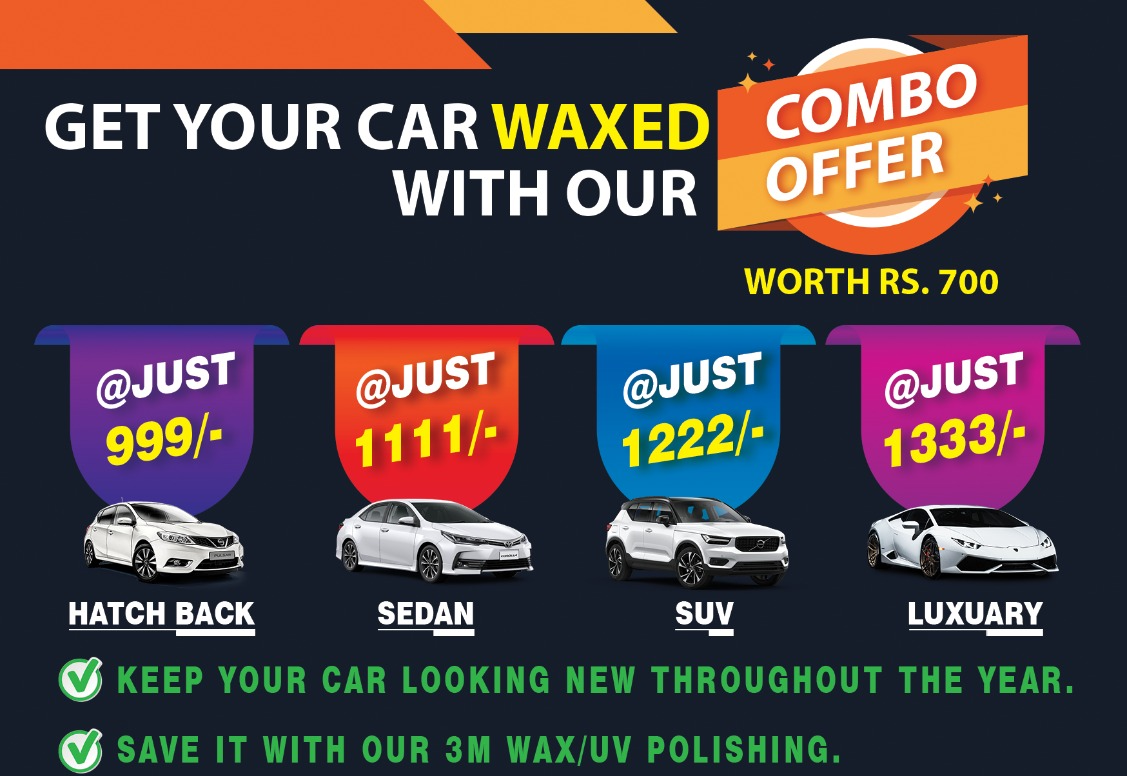 GET YOUR CAR WAXED
WITH OUR
COMBO
OFFER
WORTH RS. 700
@JUST
999/-
@JUST
1111/-
@JUST
1222/-
@JUST
1333/-
HATCH BACK
SEDAN
SUV
LUXUARY
KEEP YOUR CAR LOOKING NEW THROUGHOUT THE YEAR.
SAVE IT WITH OUR 3M WAX/UV POLISHING.